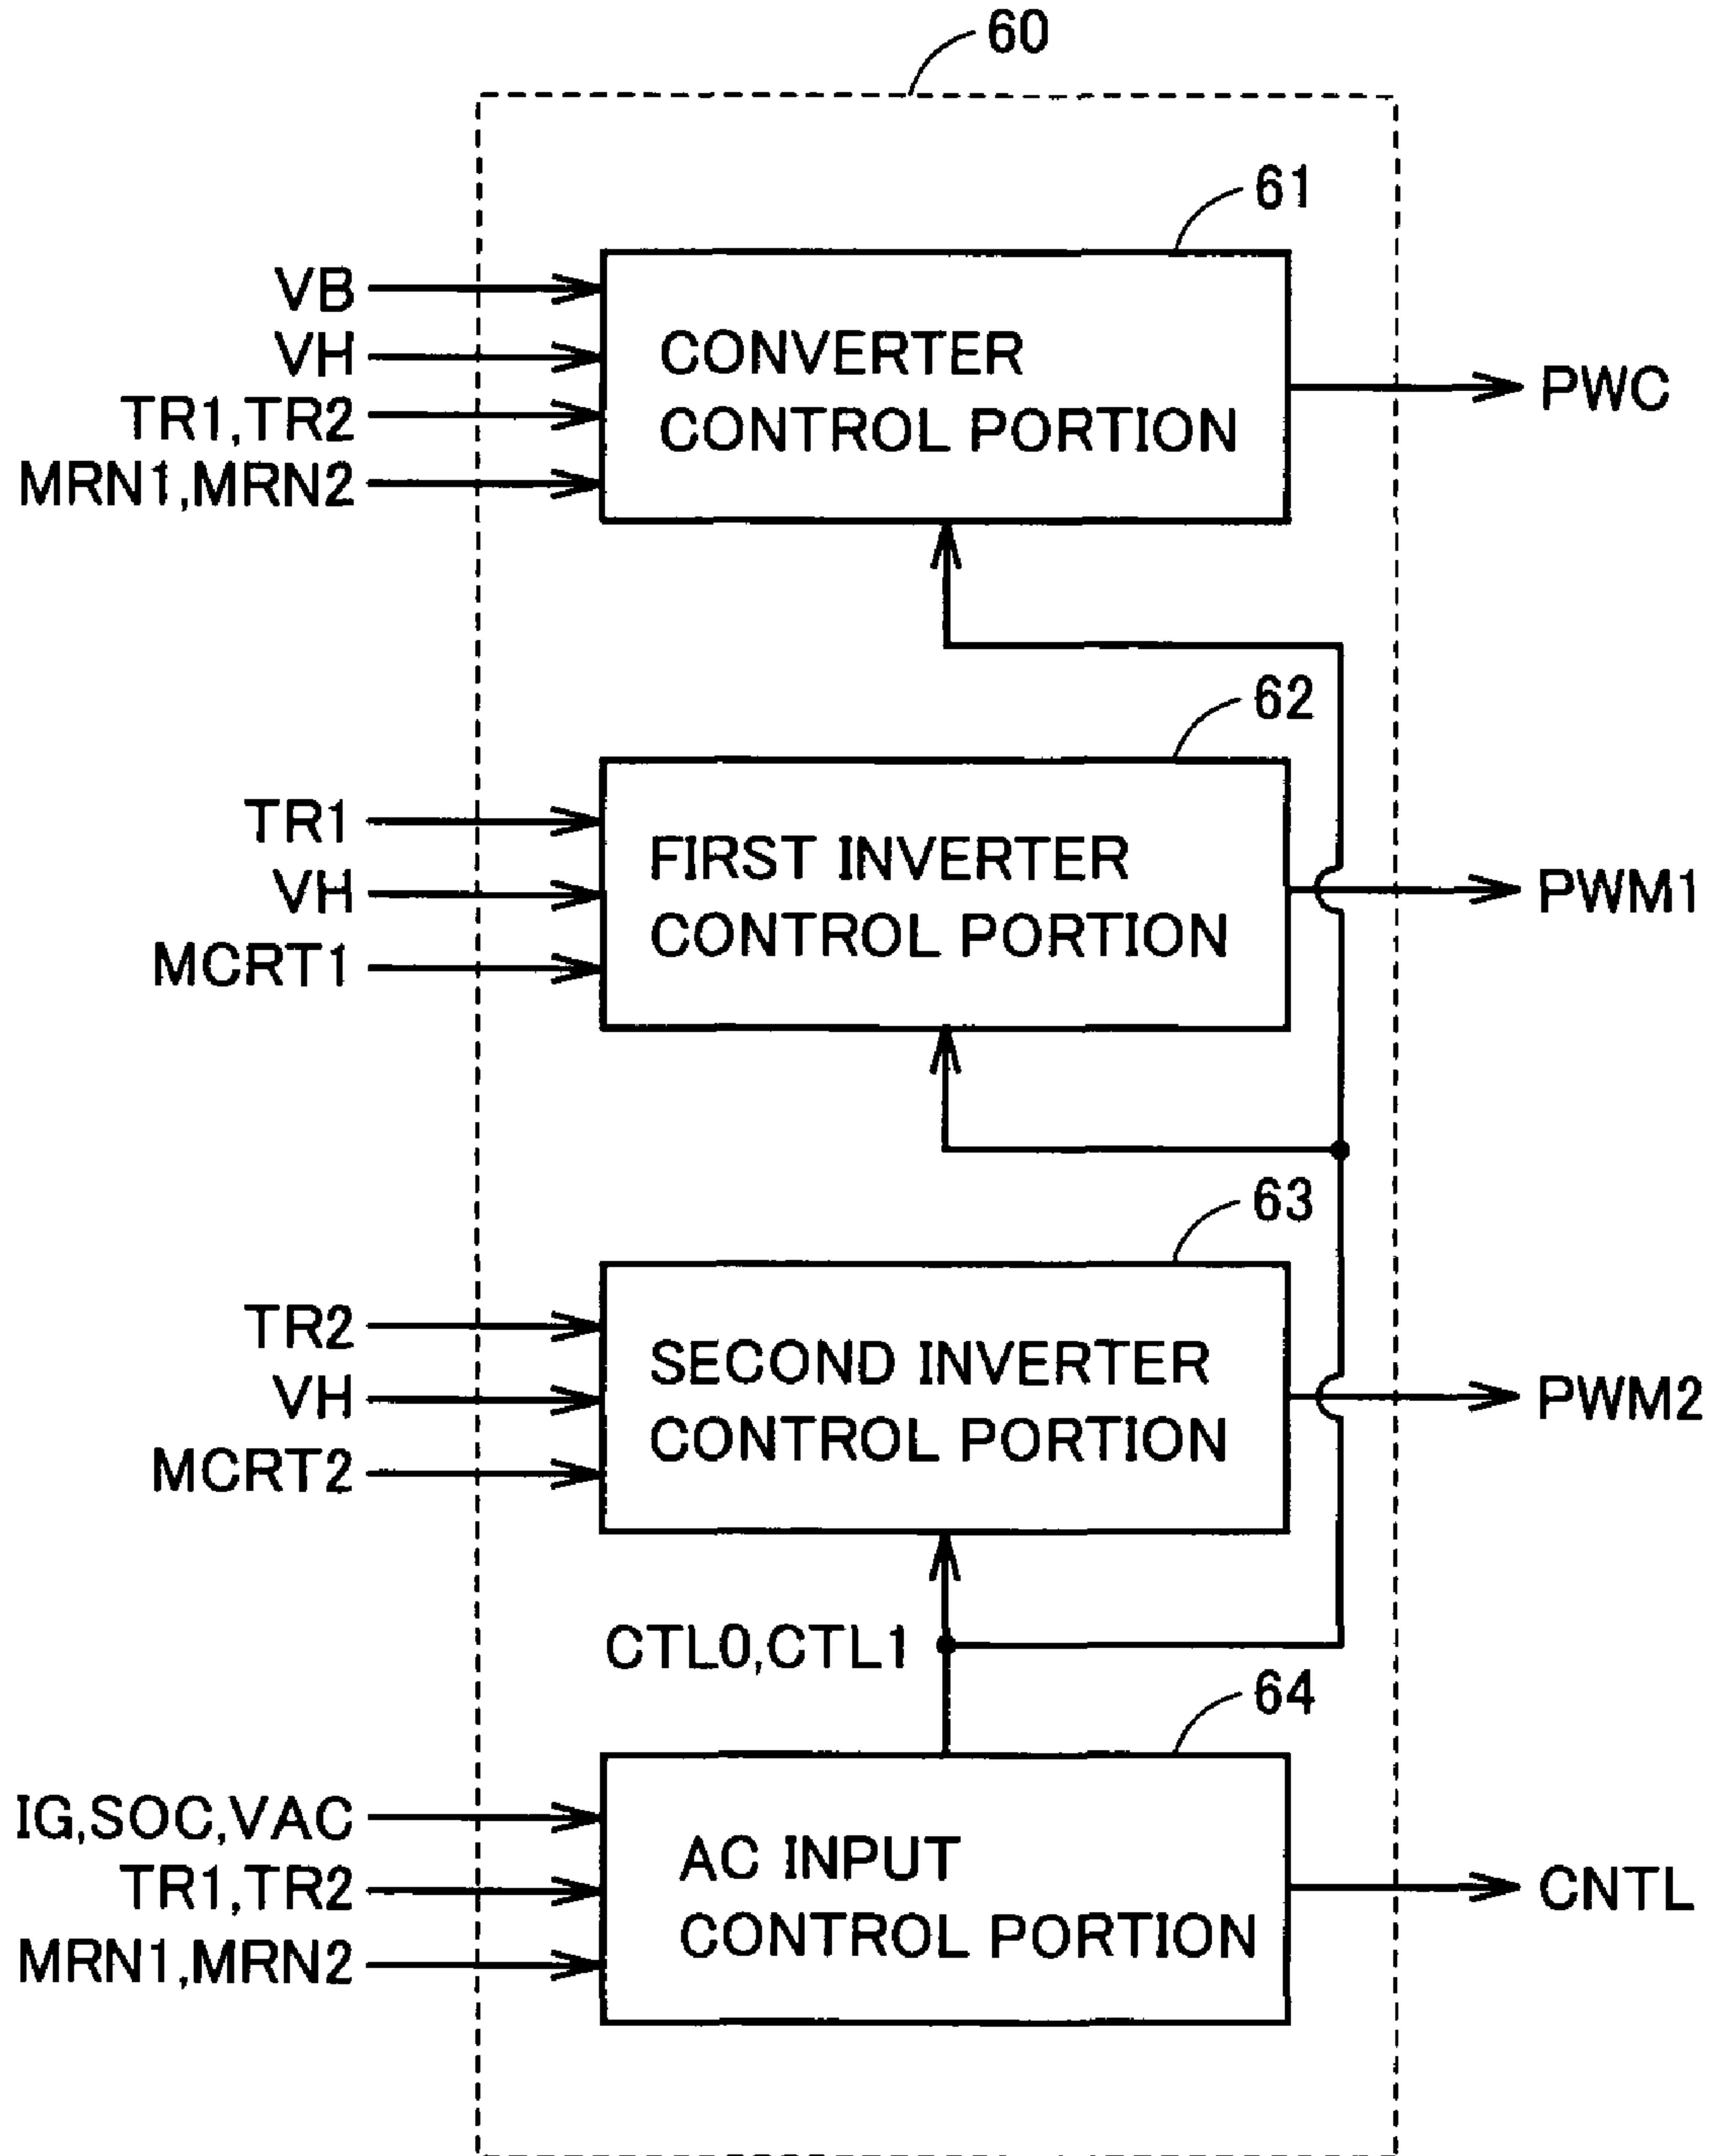 60
61
VB
VH
TR1,TR2
MRN1,MRN2
CONVERTER
CONTROL PORTION
PWC
62
TR1
VH
MCRT1
FIRST INVERTER
CONTROL PORTION
PWM1
63
TR2
VH
MCRT2
SECOND INVERTER
CONTROL PORTION
PWM2
CTL0,CTL1
64
IG,SOC,VAC
TR1,TR2
MRN1,MRN2
AC INPUT
CONTROL PORTION
CNTL